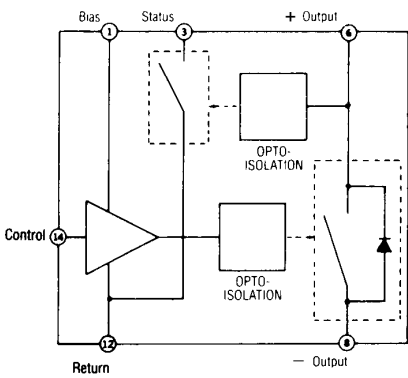 Bias Status + Output
1 3 6
OPTO-
ISOLATION
Control 14
OPTO-
ISOLATION
12 8
Return − Output